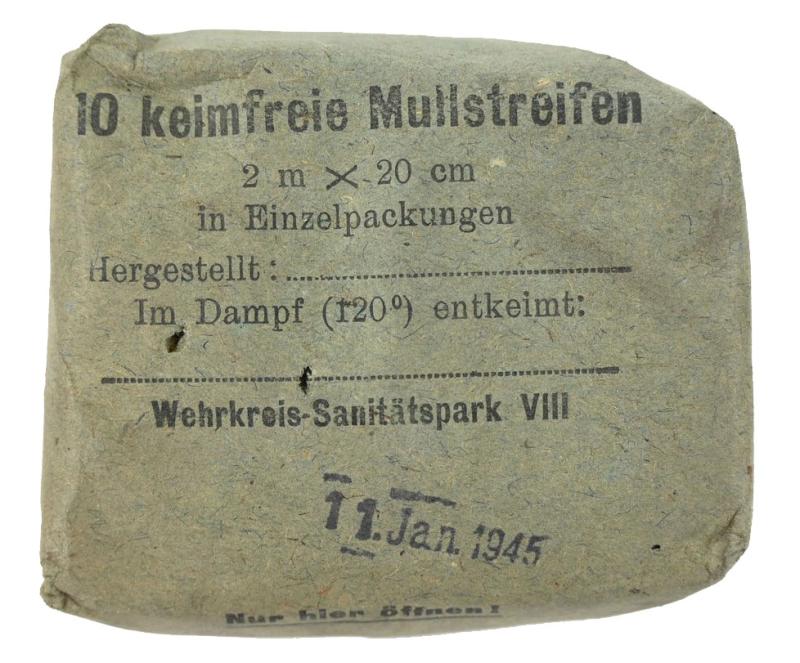 10 keimfreie Mullstreifen
2 m × 20 cm
in Einzelpackungen
Hergestellt:
Im Dampf (120°) entkeimt:
Wehrkreis-Sanitätspark VIII
11. Jan. 1945
Nur hier öffnen!